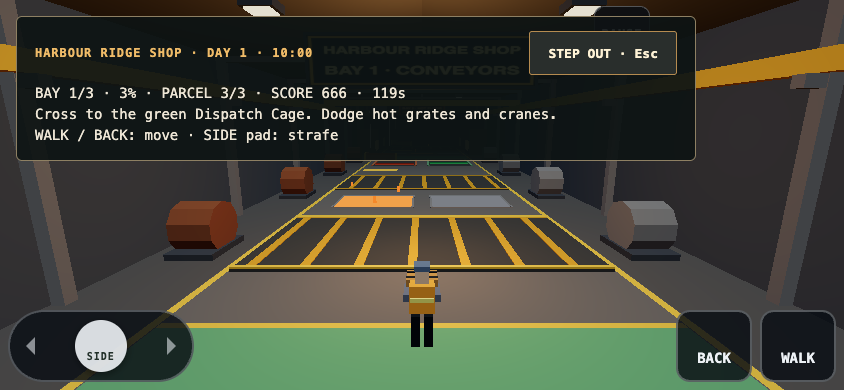 HARBOUR RIDGE SHOP · DAY 1 · 10:00
HARBOUR RIDGE SHOP
BAY 1 · CONVEYORS
STEP OUT · Esc
BAY 1/3 · 3% · PARCEL 3/3 · SCORE 666 · 119s
Cross to the green Dispatch Cage. Dodge hot grates and cranes.
WALK / BACK: move · SIDE pad: strafe
SIDE
BACK
WALK